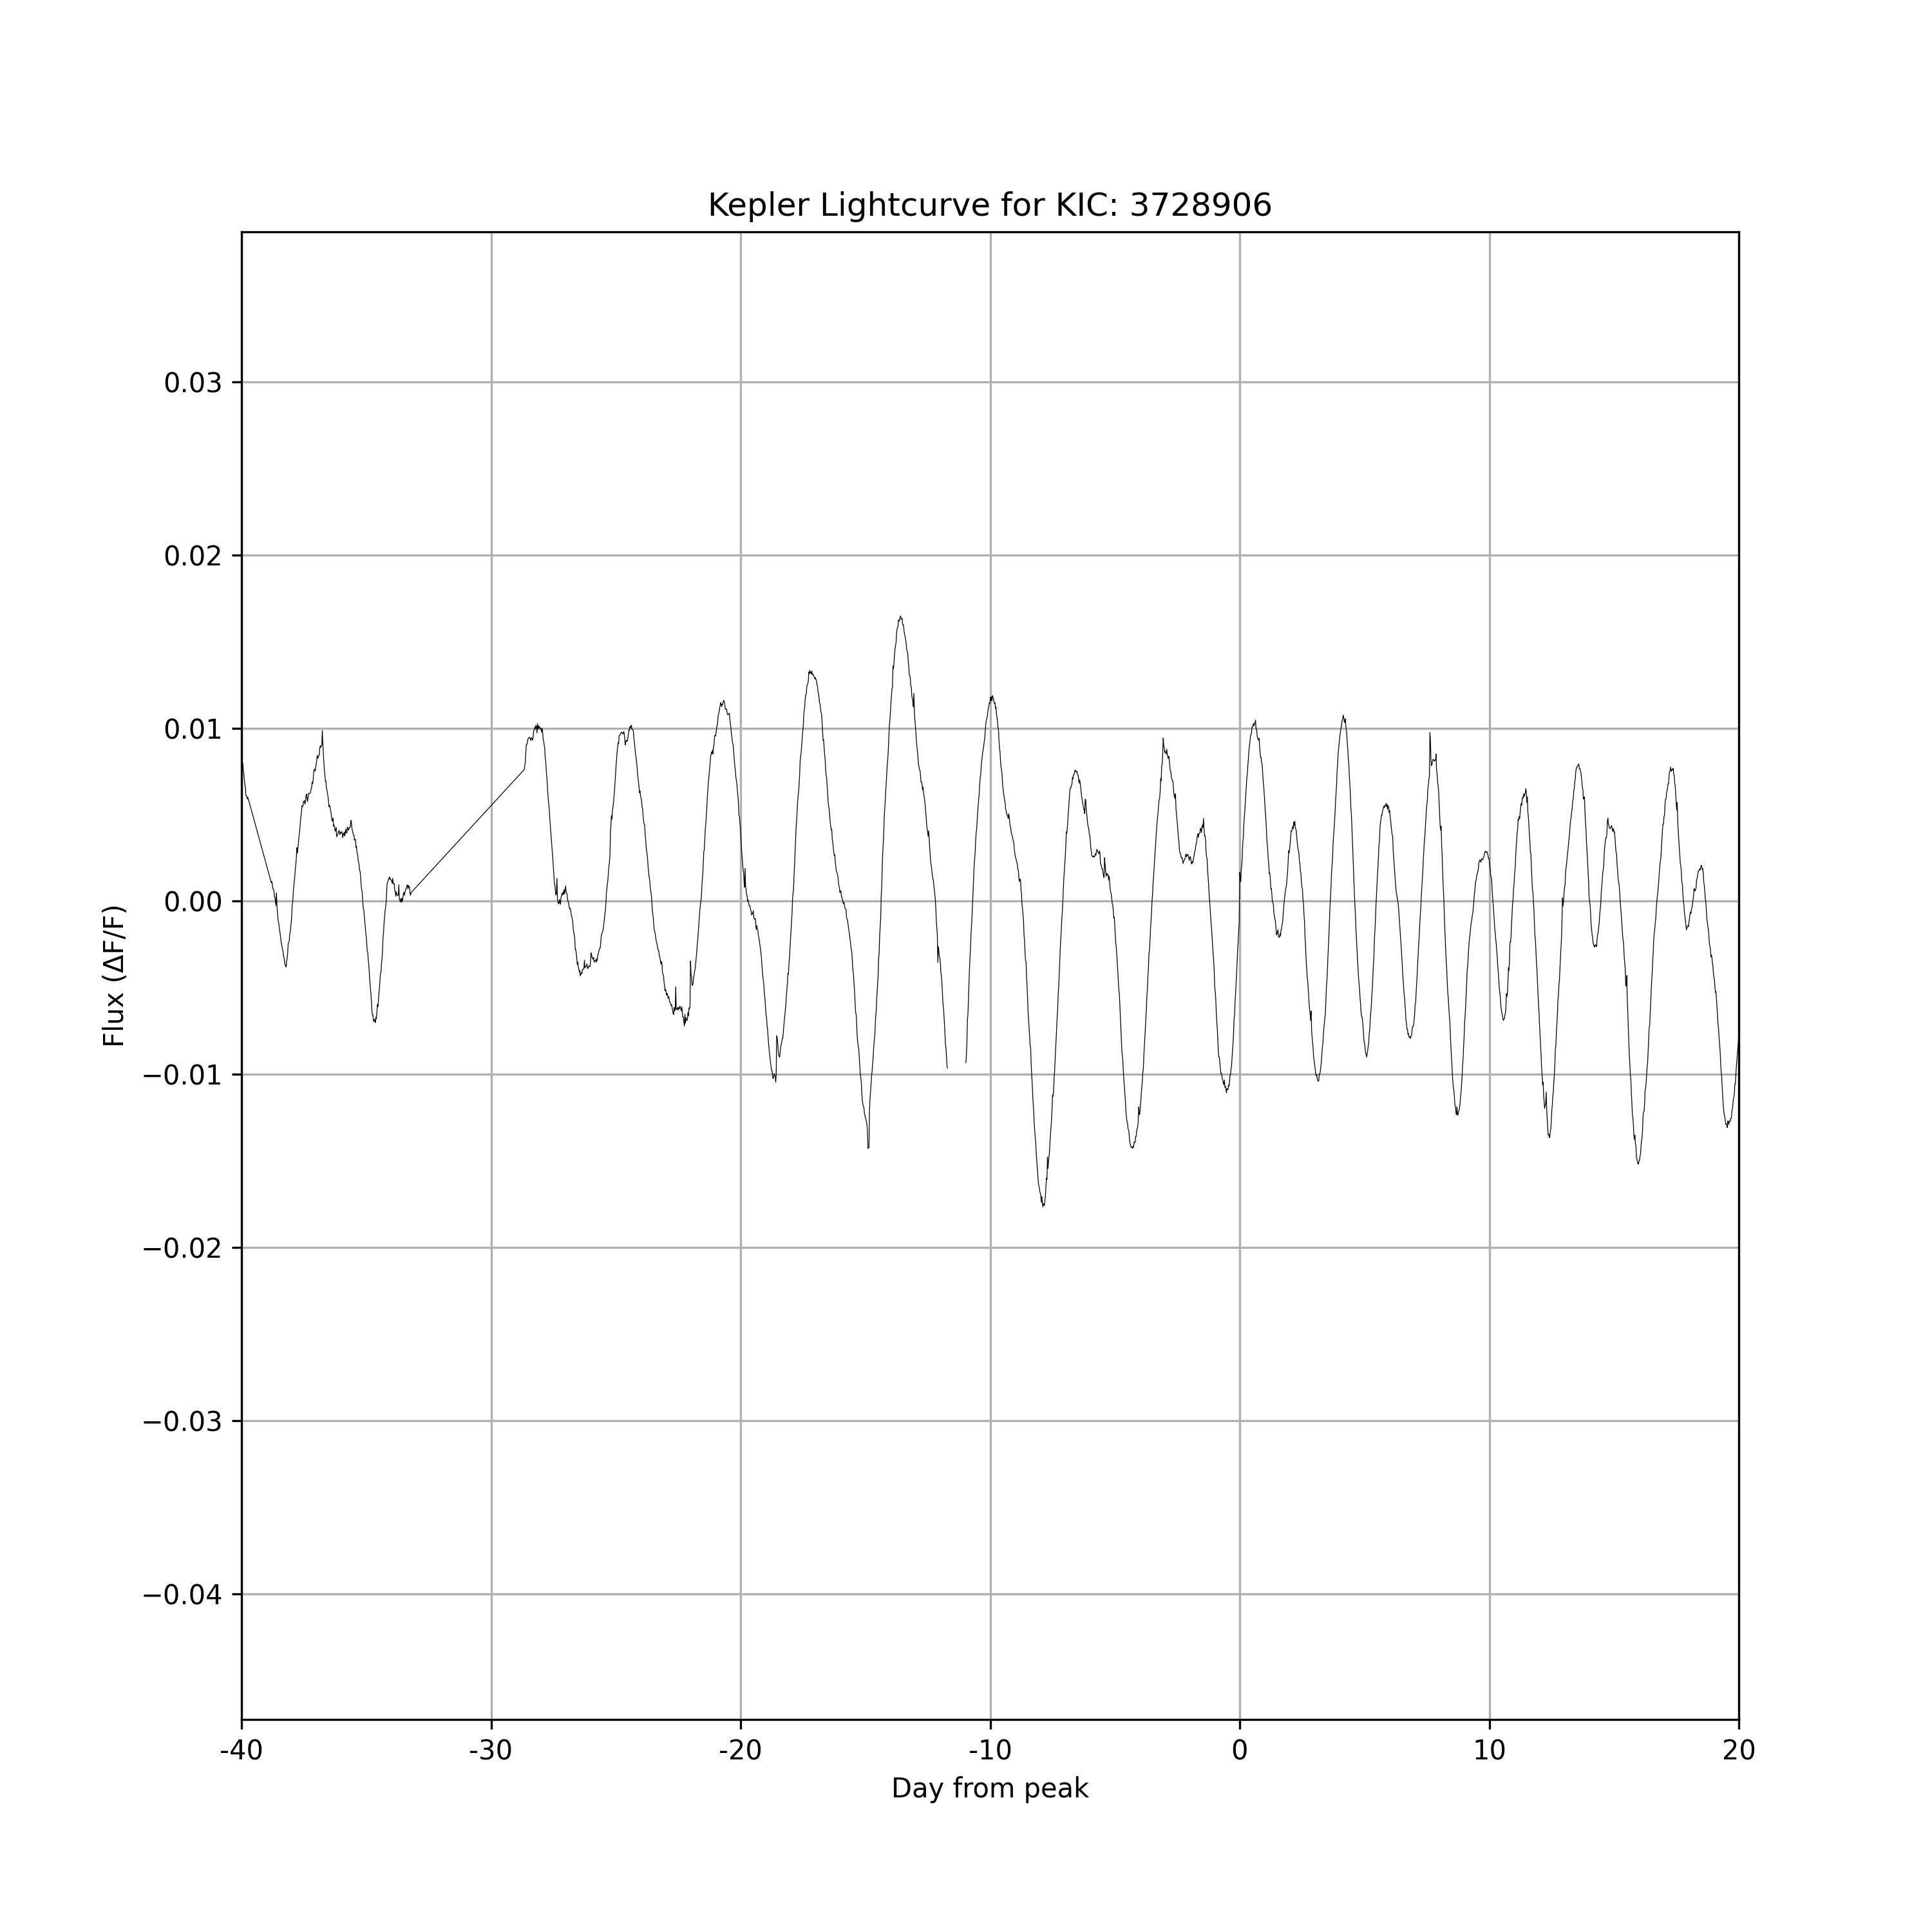 Kepler Lightcurve for KIC: 3728906
Flux (ΔF/F)
0.03
0.02
0.01
0.00
−0.01
−0.02
−0.03
−0.04
-40 -30 -20 -10 0 10 20
Day from peak